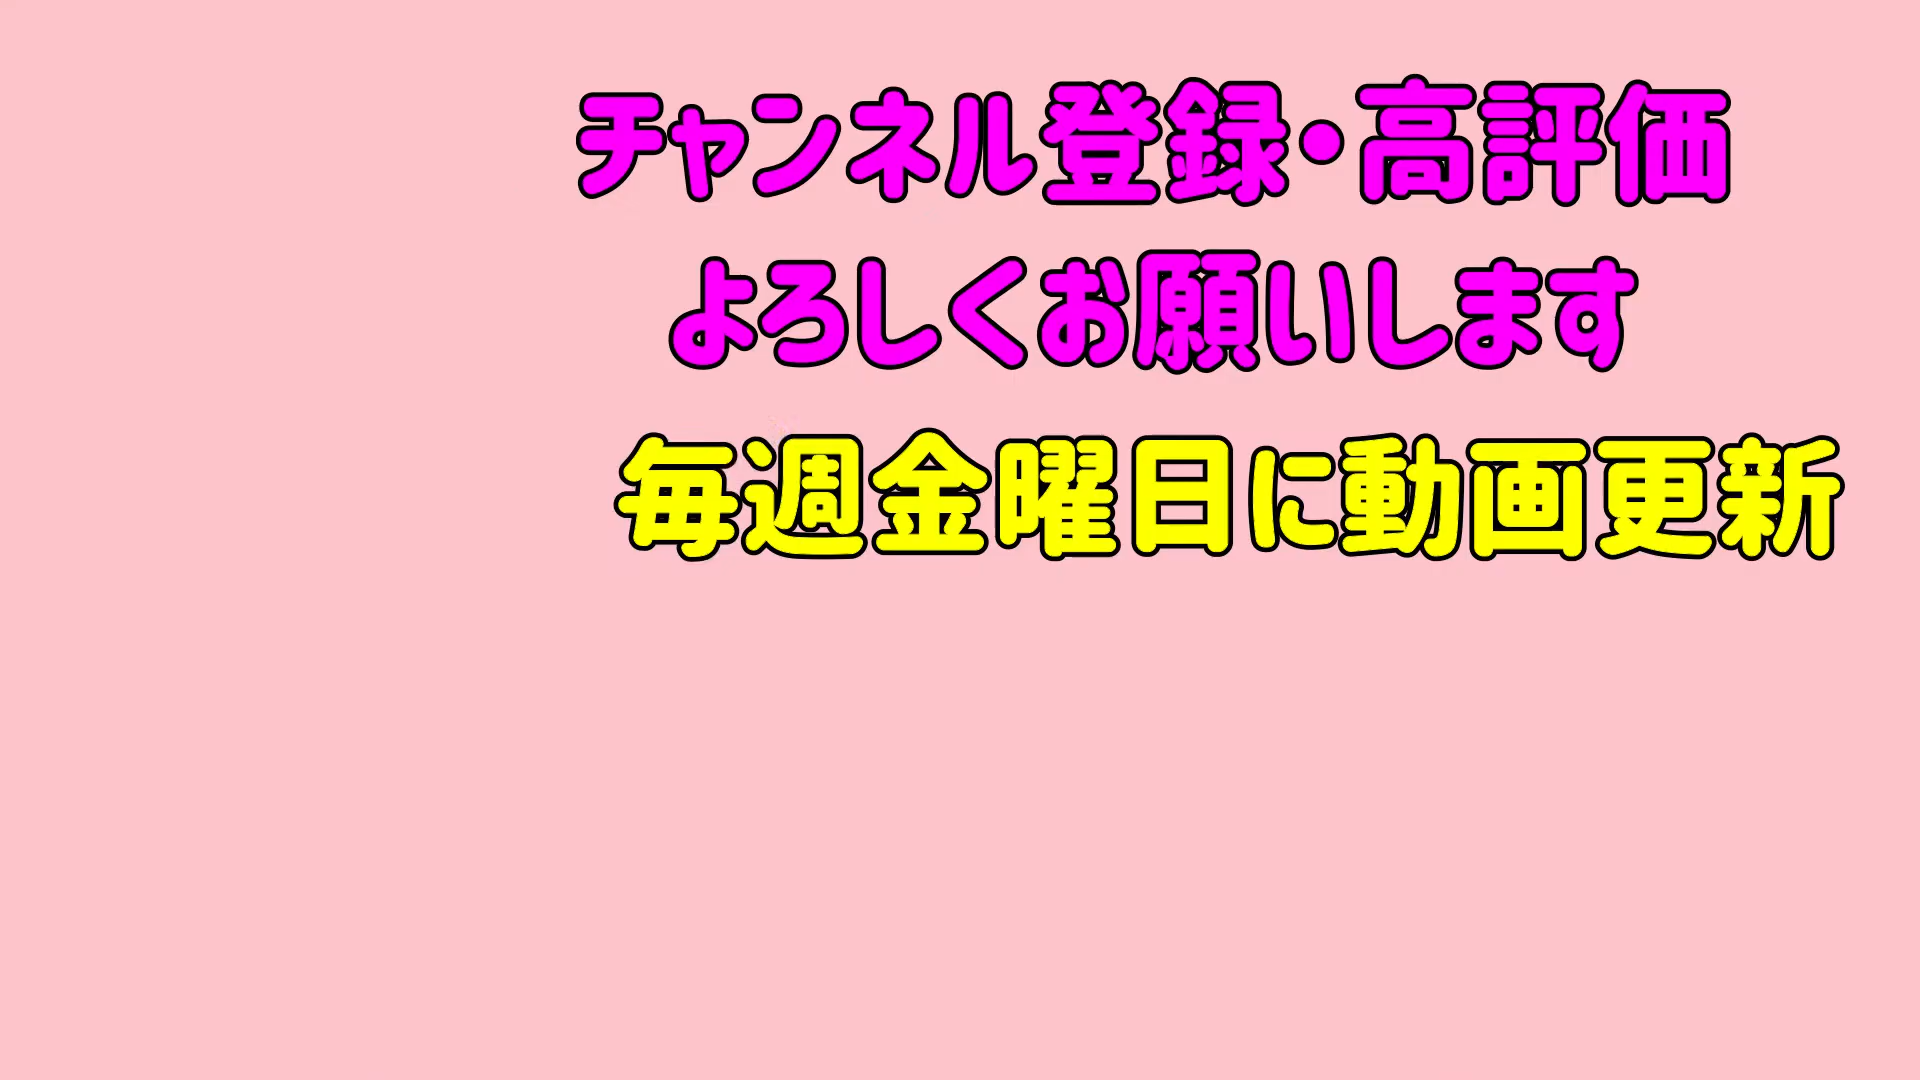 チャンネル登録・高評価
よろしくお願いします
毎週金曜日に動画更新